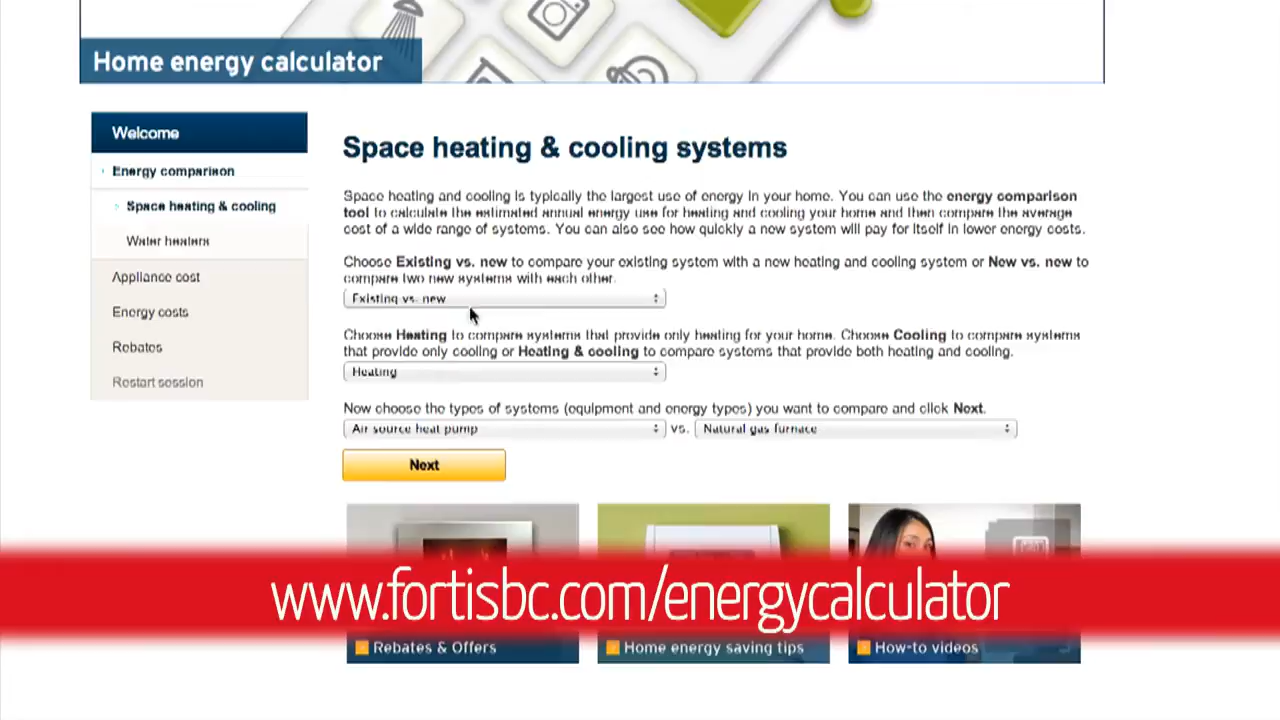 Home energy calculator
Welcome
Energy comparison
Space heating & cooling
Water heaters
Appliance cost
Energy costs
Rebates
Restart session
Space heating & cooling systems
Space heating and cooling is typically the largest use of energy in your home. You can use the energy comparison
tool to calculate the estimated annual energy use for heating and cooling your home and then compare the average
cost of a wide range of systems. You can also see how quickly a new system will pay for itself in lower energy costs.
Choose Existing vs. new to compare your existing system with a new heating and cooling system or New vs. new to
compare two new systems with each other.
Existing vs. new
Choose Heating to compare systems that provide only heating for your home. Choose Cooling to compare systems
that provide only cooling or Heating & cooling to compare systems that provide both heating and cooling.
Heating
Now choose the types of systems (equipment and energy types) you want to compare and click Next.
Air source heat pump vs. Natural gas furnace
Next
www.fortisbc.com/energycalculator
Rebates & Offers
Home energy saving tips
How-to videos